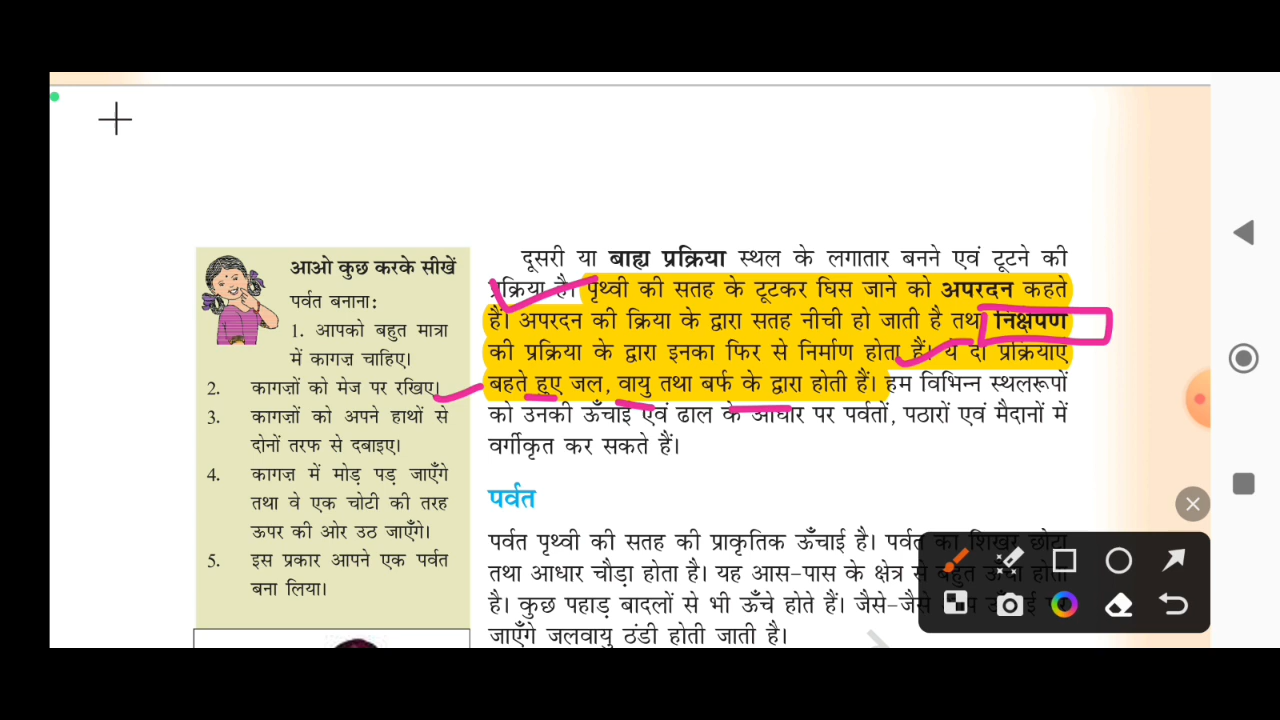 आओ कुछ करके सीखें
पर्वत बनाना:
1. आपको बहुत मात्रा
में कागज़ चाहिए।
2. कागज़ों को मेज पर रखिए।
3. कागज़ों को अपने हाथों से
दोनों तरफ से दबाइए।
4. कागज़ में मोड़ पड़ जाएँगे
तथा वे एक चोटी की तरह
ऊपर की ओर उठ जाएँगे।
5. इस प्रकार आपने एक पर्वत
बना लिया।
दूसरी या बाह्य प्रक्रिया स्थल के लगातार बनने एवं टूटने की
प्रक्रिया है। पृथ्वी की सतह के टूटकर घिस जाने को अपरदन कहते
हैं। अपरदन की क्रिया के द्वारा सतह नीची हो जाती है तथा निक्षेपण
की प्रक्रिया के द्वारा इनका फिर से निर्माण होता है। ये दो प्रक्रियाएँ
बहते हुए जल, वायु तथा बर्फ के द्वारा होती हैं। हम विभिन्न स्थलरूपों
को उनकी ऊँचाई एवं ढाल के आधार पर पर्वतों, पठारों एवं मैदानों में
वर्गीकृत कर सकते हैं।
पर्वत
पर्वत पृथ्वी की सतह की प्राकृतिक ऊँचाई है। पर्वत का शिखर छोटा
तथा आधार चौड़ा होता है। यह आस-पास के क्षेत्र से बहुत ऊँचा होता
है। कुछ पहाड़ बादलों से भी ऊँचे होते हैं। जैसे-जैसे आप ऊँचाई पर
जाएँगे जलवायु ठंडी होती जाती है।